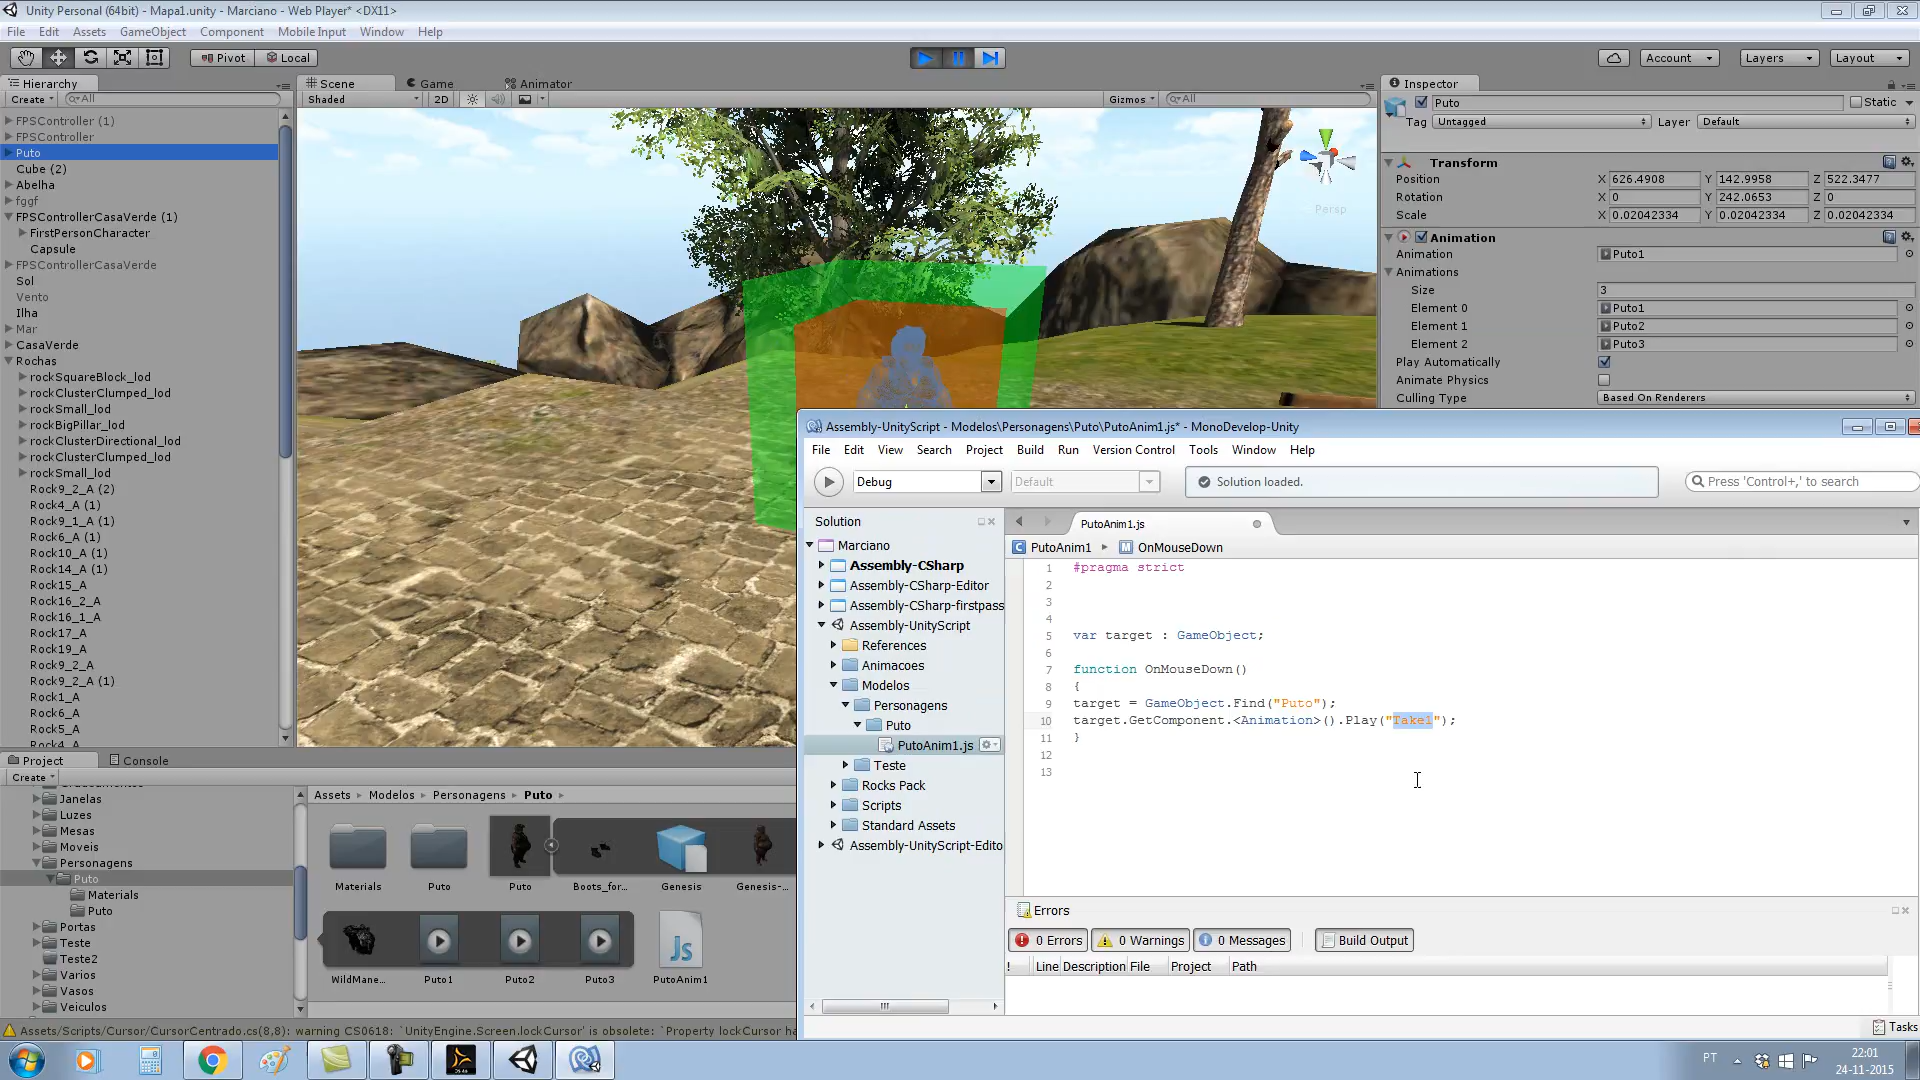 Unity Personal (64bit) - Mapa1.unity - Marciano - Web Player* <DX11>
File Edit Assets GameObject Component Mobile Input Window Help
Pivot Local Account Layers Layout
Hierarchy
Create All
FPSController (1)
FPSController
Puto
Cube (2)
Abelha
fggf
FPSControllerCasaVerde (1)
FirstPersonCharacter
Capsule
FPSControllerCasaVerde
Sol
Vento
Ilha
Mar
CasaVerde
Rochas
rockSquareBlock_lod
rockClusterClumped_lod
rockSmall_lod
rockBigPillar_lod
rockClusterDirectional_lod
rockClusterClumped_lod
rockSmall_lod
Rock9_2_A (2)
Rock4_A (1)
Rock9_1_A (1)
Rock6_A (1)
Rock10_A (1)
Rock14_A (1)
Rock15_A
Rock16_2_A
Rock16_1_A
Rock17_A
Rock19_A
Rock9_2_A
Rock9_2_A (1)
Rock1_A
Rock6_A
Rock5_A
Rock4_A
Scene Game Animator
Shaded 2D Gizmos All
Persp
Inspector
Puto Static
Tag Untagged Layer Default
Transform
Position X 626.4908 Y 142.9958 Z 522.3477
Rotation X 0 Y 242.0653 Z 0
Scale X 0.02042334 Y 0.02042334 Z 0.02042334
Animation
Animation Puto1
Animations
Size 3
Element 0 Puto1
Element 1 Puto2
Element 2 Puto3
Play Automatically
Animate Physics
Culling Type Based On Renderers
Assembly-UnityScript - Modelos\Personagens\Puto\PutoAnim1.js* - MonoDevelop-Unity
File Edit View Search Project Build Run Version Control Tools Window Help
Debug Default Solution loaded. Press 'Control+,' to search
Solution
Marciano
Assembly-CSharp
Assembly-CSharp-Editor
Assembly-CSharp-firstpass
Assembly-UnityScript
References
Animacoes
Modelos
Personagens
Puto
PutoAnim1.js
Teste
Rocks Pack
Scripts
Standard Assets
Assembly-UnityScript-Edito
PutoAnim1.js
PutoAnim1 OnMouseDown
1 #pragma strict
2
3
4
5 var target : GameObject;
6
7 function OnMouseDown()
8 {
9 target = GameObject.Find("Puto");
10 target.GetComponent.<Animation>().Play("Take1");
11 }
12
13
Errors
0 Errors 0 Warnings 0 Messages Build Output
! Line Description File Project Path
Tasks
Project Console
Create
Janelas
Luzes
Mesas
Moveis
Personagens
Puto
Materials
Puto
Portas
Teste
Teste2
Varios
Vasos
Veiculos
Assets Modelos Personagens Puto
Materials Puto Puto Boots_for... Genesis Genesis-...
WildMane... Puto1 Puto2 Puto3 PutoAnim1
Js
Assets/Scripts/Cursor/CursorCentrado.cs(8,8): warning CS0618: `UnityEngine.Screen.lockCursor' is obsolete: `Property lockCursor ha
PT 22:01
24-11-2015